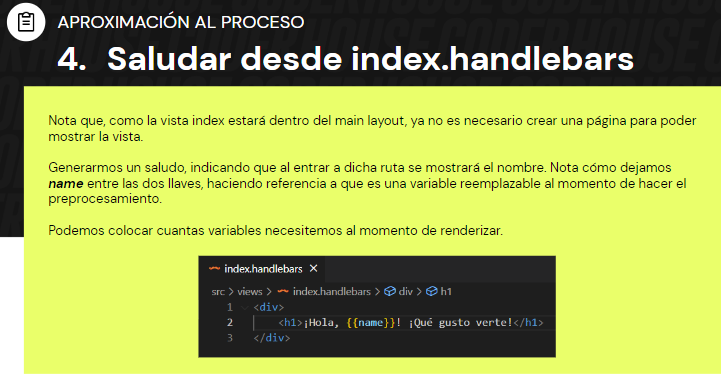 APROXIMACIÓN AL PROCESO
4. Saludar desde index.handlebars
Nota que, como la vista index estará dentro del main layout, ya no es necesario crear una página para poder
mostrar la vista.
Generarmos un saludo, indicando que al entrar a dicha ruta se mostrará el nombre. Nota cómo dejamos
name entre las dos llaves, haciendo referencia a que es una variable reemplazable al momento de hacer el
preprocesamiento.
Podemos colocar cuantas variables necesitemos al momento de renderizar.
index.handlebars ×
src > views > index.handlebars > div > h1
1 <div>
2 <h1>¡Hola, {{name}}! ¡Qué gusto verte!</h1>
3 </div>